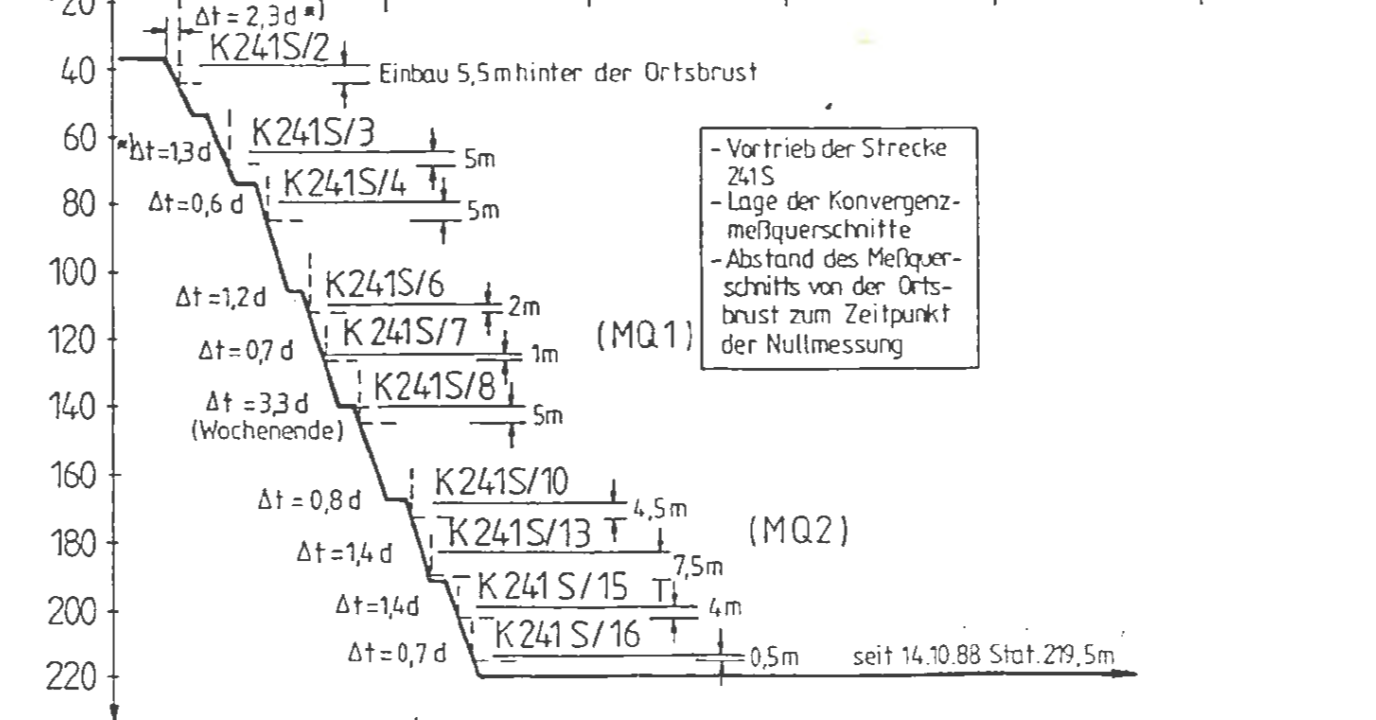 20
Δt = 2,3d *)
K241S/2
40
Einbau 5,5m hinter der Ortsbrust
60
K241S/3
*)Δt=1,3d
5m
K241S/4
80
Δt=0,6 d
5m
100
K241S/6
Δt =1,2 d
2m
120
K 241S/7
(MQ1)
Δt= 0,7 d
1m
K241S/8
140
Δt = 3,3 d
5m
(Wochenende)
160
K241S/10
Δt = 0,8 d
4,5m
180
K241S/13
(MQ2)
Δt =1,4 d
7,5m
K 241 S/15
200
Δt=1,4d
4m
K241 S/16
Δt= 0,7 d
0,5m
seit 14.10.88 Stat. 219,5m
220
- Vortrieb der Strecke
241S
- Lage der Konvergenz-
meßquerschnitte
- Abstand des Meßquer-
schnitts von der Orts-
brust zum Zeitpunkt
der Nullmessung